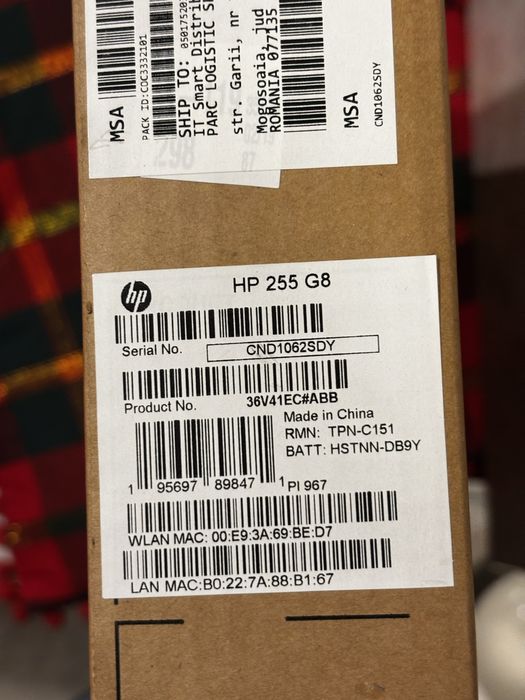 MSA
PACK ID:CDC3332101
SHIP TO:
IT Smart Distrib
PARC LOGISTIC
str. Garii, nr
Mogosoaia, jud
ROMANIA 077135
MSA
CND1062SDY
hp
HP 255 G8
Serial No. CND1062SDY
Product No. 36V41EC#ABB
Made in China
RMN: TPN-C151
BATT: HSTNN-DB9Y
1 95697 89847 1 PI 967
WLAN MAC: 00:E9:3A:69:BE:D7
LAN MAC:B0:22:7A:88:B1:67